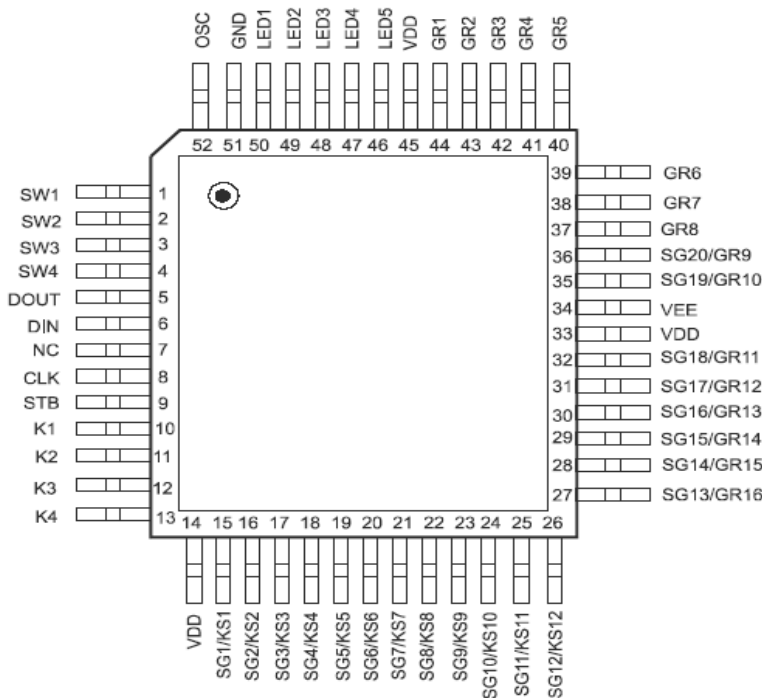 OSC GND LED1 LED2 LED3 LED4 LED5 VDD GR1 GR2 GR3 GR4 GR5
52 51 50 49 48 47 46 45 44 43 42 41 40
SW1 1
SW2 2
SW3 3
SW4 4
DOUT 5
DIN 6
NC 7
CLK 8
STB 9
K1 10
K2 11
K3 12
K4 13
39 GR6
38 GR7
37 GR8
36 SG20/GR9
35 SG19/GR10
34 VEE
33 VDD
32 SG18/GR11
31 SG17/GR12
30 SG16/GR13
29 SG15/GR14
28 SG14/GR15
27 SG13/GR16
14 15 16 17 18 19 20 21 22 23 24 25 26
VDD SG1/KS1 SG2/KS2 SG3/KS3 SG4/KS4 SG5/KS5 SG6/KS6 SG7/KS7 SG8/KS8 SG9/KS9 SG10/KS10 SG11/KS11 SG12/KS12